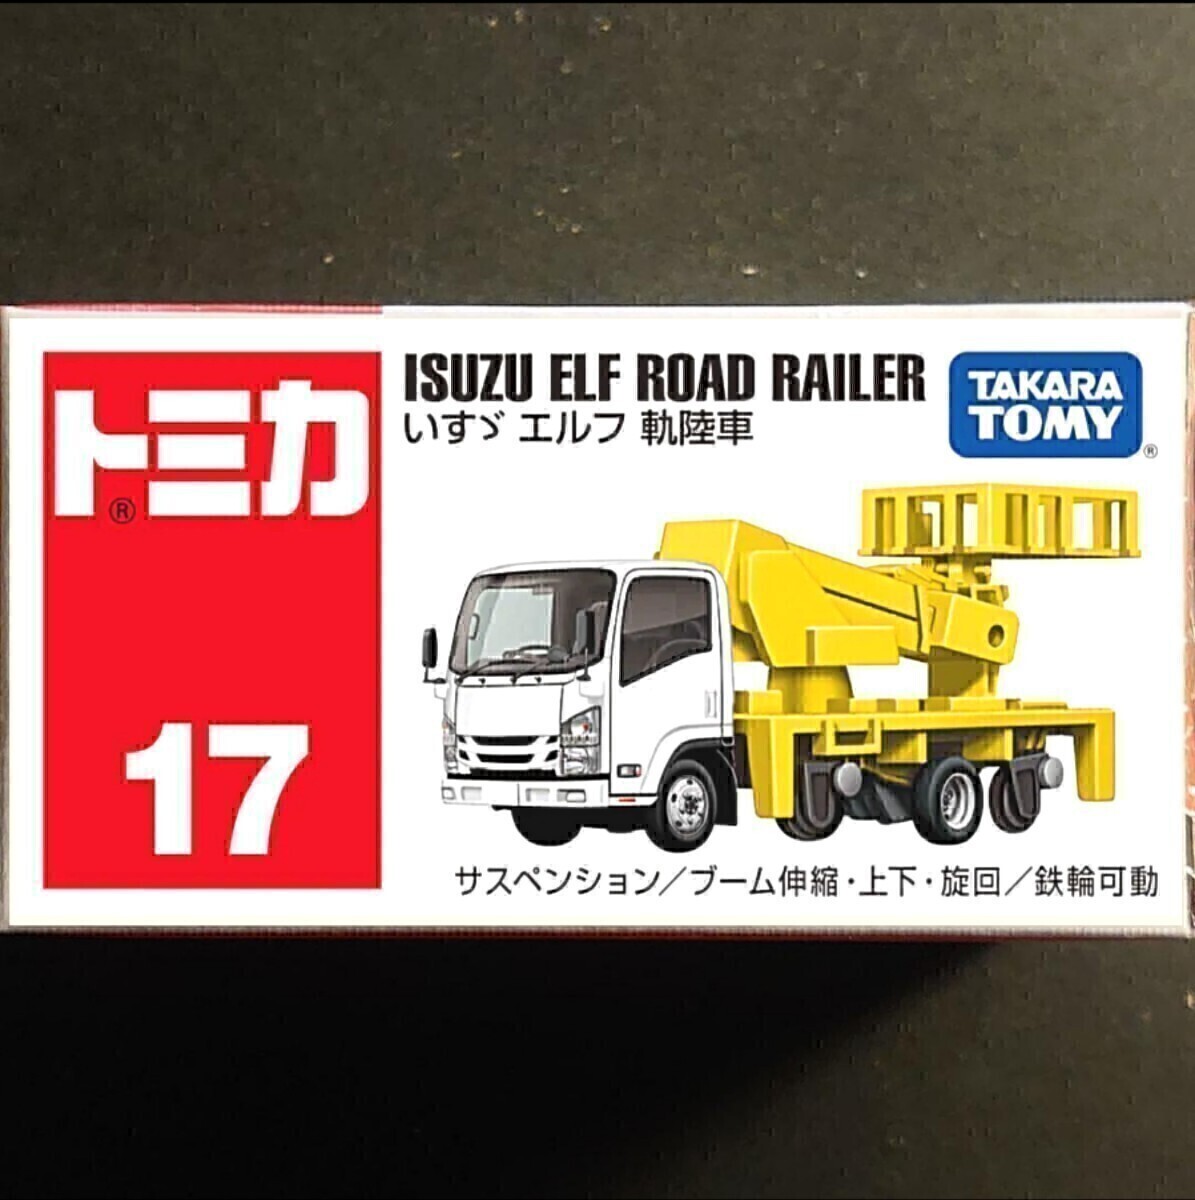 トミカ
®
17
ISUZU ELF ROAD RAILER
いすゞ エルフ 軌陸車
TAKARA
TOMY
®
サスペンション／ブーム伸縮・上下・旋回／鉄輪可動